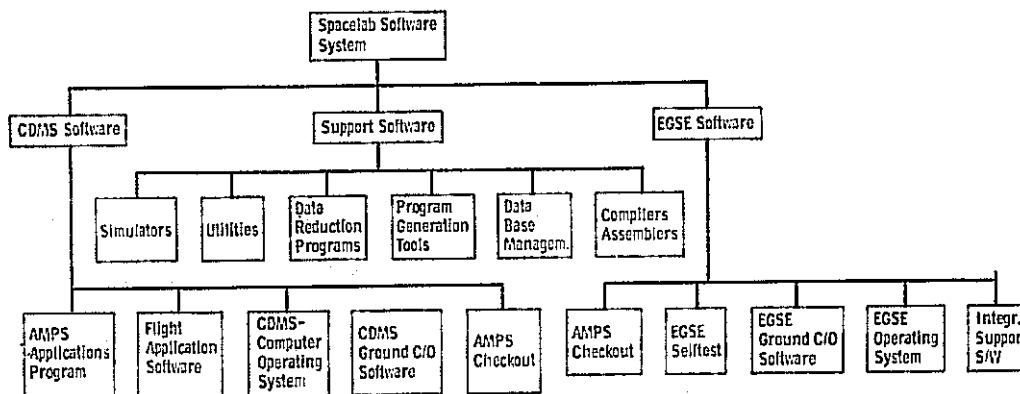 Spacelab Software
System
CDMS Software
Support Software
EGSE Software
Simulators
Utilities
Data
Reduction
Programs
Program
Generation
Tools
Data
Base
Managem.
Compilers
Assemblers
AMPS
-Applications
Program
Flight
Application
Software
CDMS-
Computer
Operating
System
CDMS
Ground C/O
Software
AMPS
Checkout
AMPS
Checkout
EGSE
Selftest
EGSE
Ground C/O
Software
EGSE
Operating
System
Integr.
Support
S/W